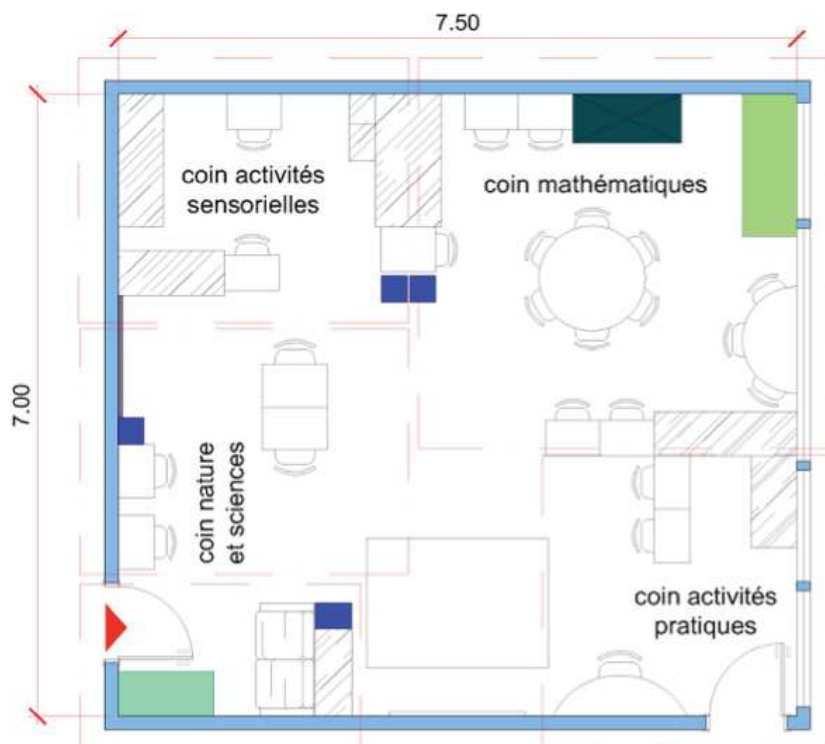 7.50
coin activités
sensorielles
coin mathématiques
7.00
coin nature
et sciences
coin activités
pratiques